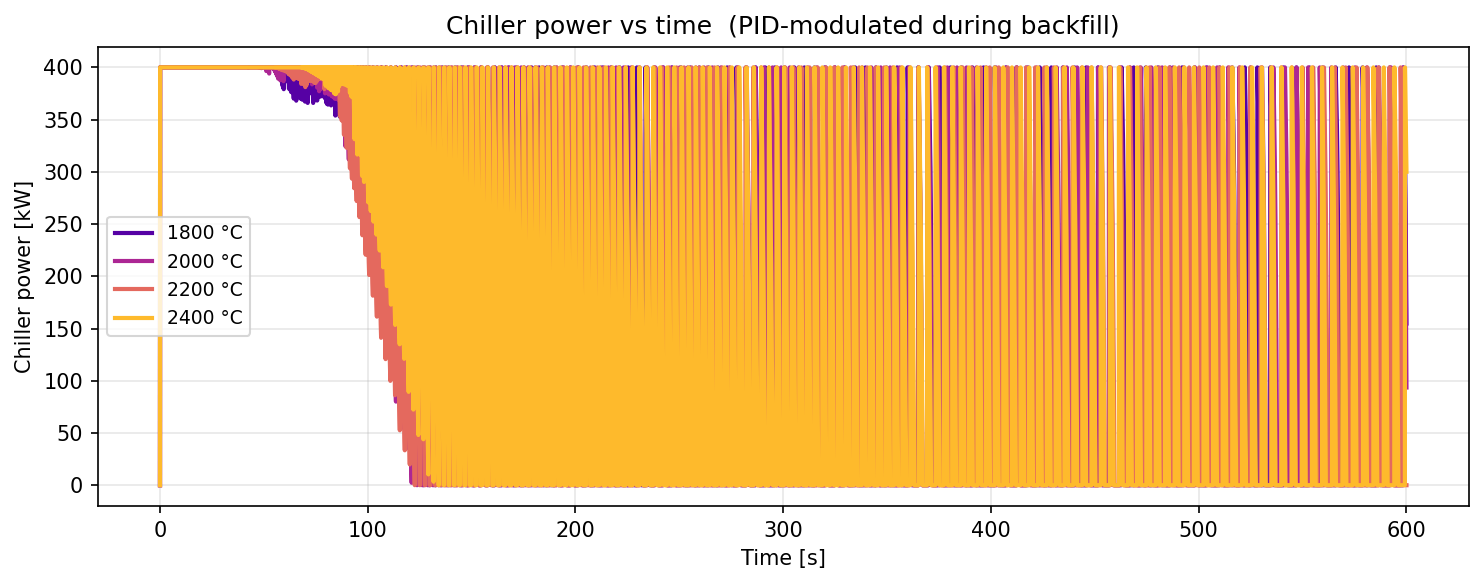 Chiller power vs time  (PID-modulated during backfill)
Chiller power [kW]
400
350
300
250
200
150
100
50
0
1800 °C
2000 °C
2200 °C
2400 °C
0 100 200 300 400 500 600
Time [s]